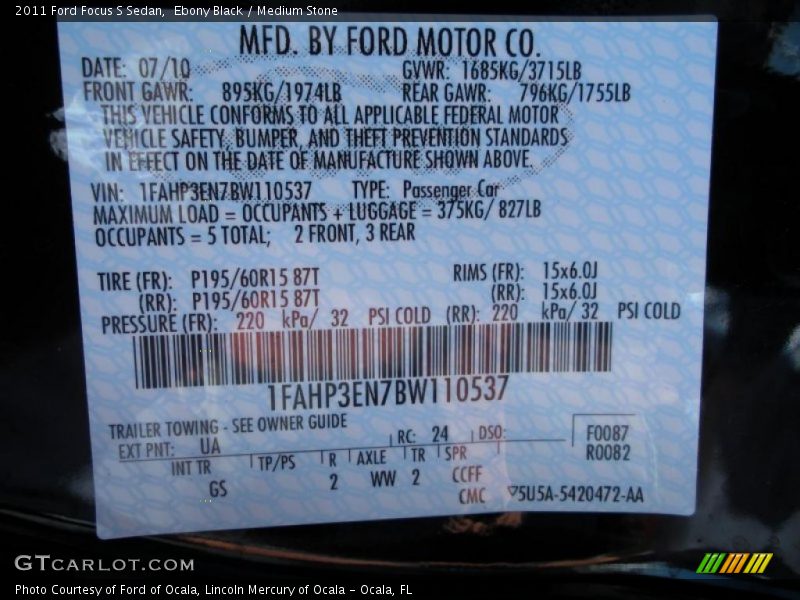 2011 Ford Focus S Sedan, Ebony Black / Medium Stone
MFD. BY FORD MOTOR CO.
DATE: 07/10 GVWR: 1685KG/3715LB
FRONT GAWR: 895KG/1974LB REAR GAWR: 796KG/1755LB
THIS VEHICLE CONFORMS TO ALL APPLICABLE FEDERAL MOTOR
VEHICLE SAFETY, BUMPER, AND THEFT PREVENTION STANDARDS
IN EFFECT ON THE DATE OF MANUFACTURE SHOWN ABOVE.
VIN: 1FAHP3EN7BW110537 TYPE: Passenger Car
MAXIMUM LOAD = OCCUPANTS + LUGGAGE = 375KG/ 827LB
OCCUPANTS = 5 TOTAL; 2 FRONT, 3 REAR
TIRE (FR): P195/60R15 87T RIMS (FR): 15x6.0J
(RR): P195/60R15 87T (RR): 15x6.0J
PRESSURE (FR): 220 kPa/ 32 PSI COLD (RR): 220 kPa/ 32 PSI COLD
1FAHP3EN7BW110537
TRAILER TOWING - SEE OWNER GUIDE
EXT PNT: UA RC: 24 DSO: F0087
R0082
INT TR TP/PS R AXLE TR SPR
GS 2 WW 2 CCFF
CMC ▽5U5A-5420472-AA
GTCARLOT.COM
Photo Courtesy of Ford of Ocala, Lincoln Mercury of Ocala - Ocala, FL